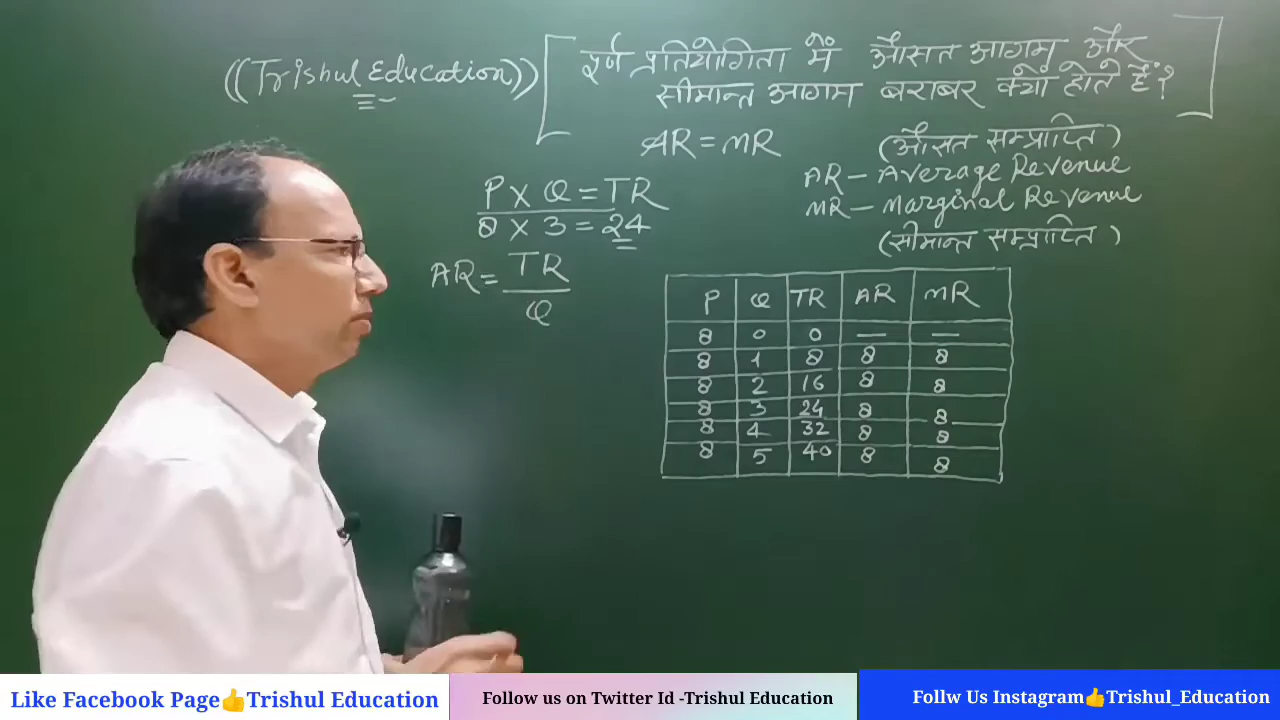 ((Trishul Education))
पूर्ण प्रतियोगिता में औसत आगम और
सीमान्त आगम बराबर क्यों होते हैं?
AR = MR
(औसत सम्प्राप्ति)
AR - Average Revenue
MR - Marginal Revenue
(सीमान्त सम्प्राप्ति)
P x Q = TR
8 x 3 = 24
AR = TR
Q
P Q TR AR MR
8 0 0 — —
8 1 8 8 8
8 2 16 8 8
8 3 24 8 8
8 4 32 8 8
8 5 40 8 8
Like Facebook Page👍Trishul Education
Follow us on Twitter Id -Trishul Education
Follw Us Instagram👍Trishul_Education